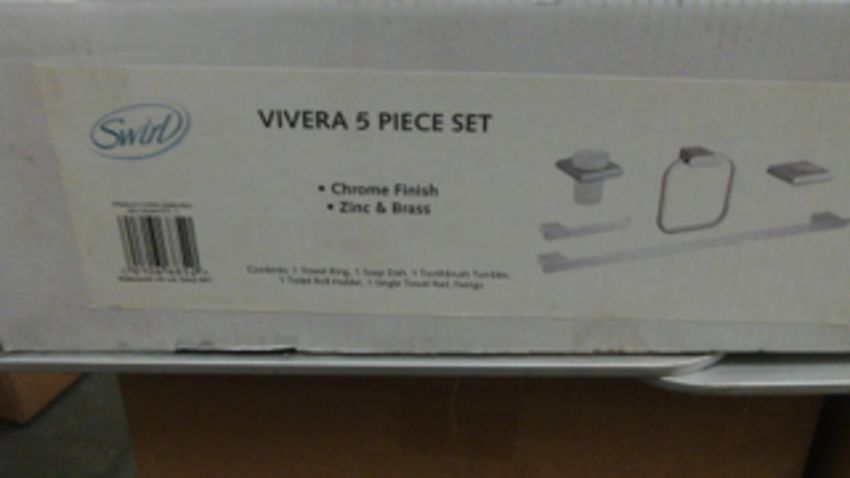 Swirl
VIVERA 5 PIECE SET
• Chrome Finish
• Zinc & Brass
Contents: 1 Towel Ring, 1 Soap Dish, 1 Toothbrush Tumbler,
1 Toilet Roll Holder, 1 Single Towel Rail, Fixings